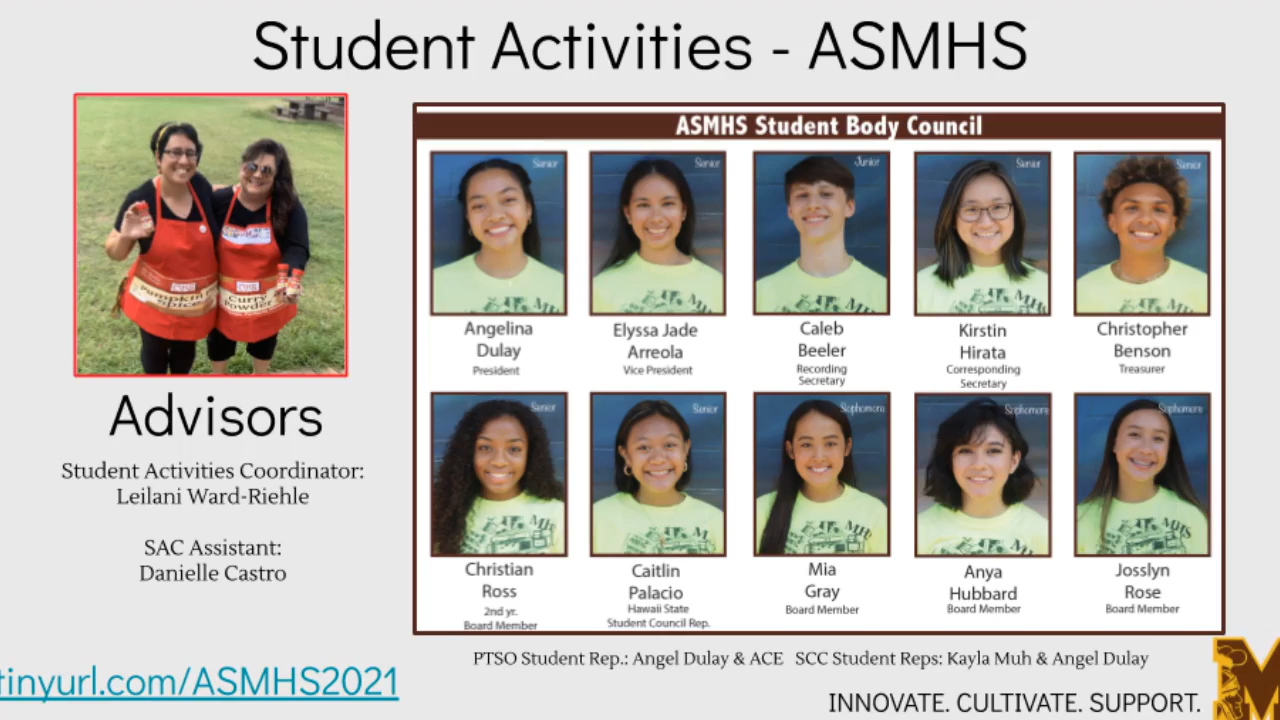 Student Activities - ASMHS
ASMHS Student Body Council
Senior
Senior
Junior
Senior
Senior
Pumpkin
Spice
Curry
Powder
Angelina
Dulay
President
Elyssa Jade
Arreola
Vice President
Caleb
Beeler
Recording
Secretary
Kirstin
Hirata
Corresponding
Secretary
Christopher
Benson
Treasurer
Senior
Senior
Sophomore
Sophomore
Sophomore
Christian
Ross
2nd yr.
Board Member
Caitlin
Palacio
Hawaii State
Student Council Rep.
Mia
Gray
Board Member
Anya
Hubbard
Board Member
Josslyn
Rose
Board Member
Advisors
Student Activities Coordinator:
Leilani Ward-Riehle
SAC Assistant:
Danielle Castro
PTSO Student Rep.: Angel Dulay & ACE SCC Student Reps: Kayla Muh & Angel Dulay
tinyurl.com/ASMHS2021
INNOVATE. CULTIVATE. SUPPORT.
M